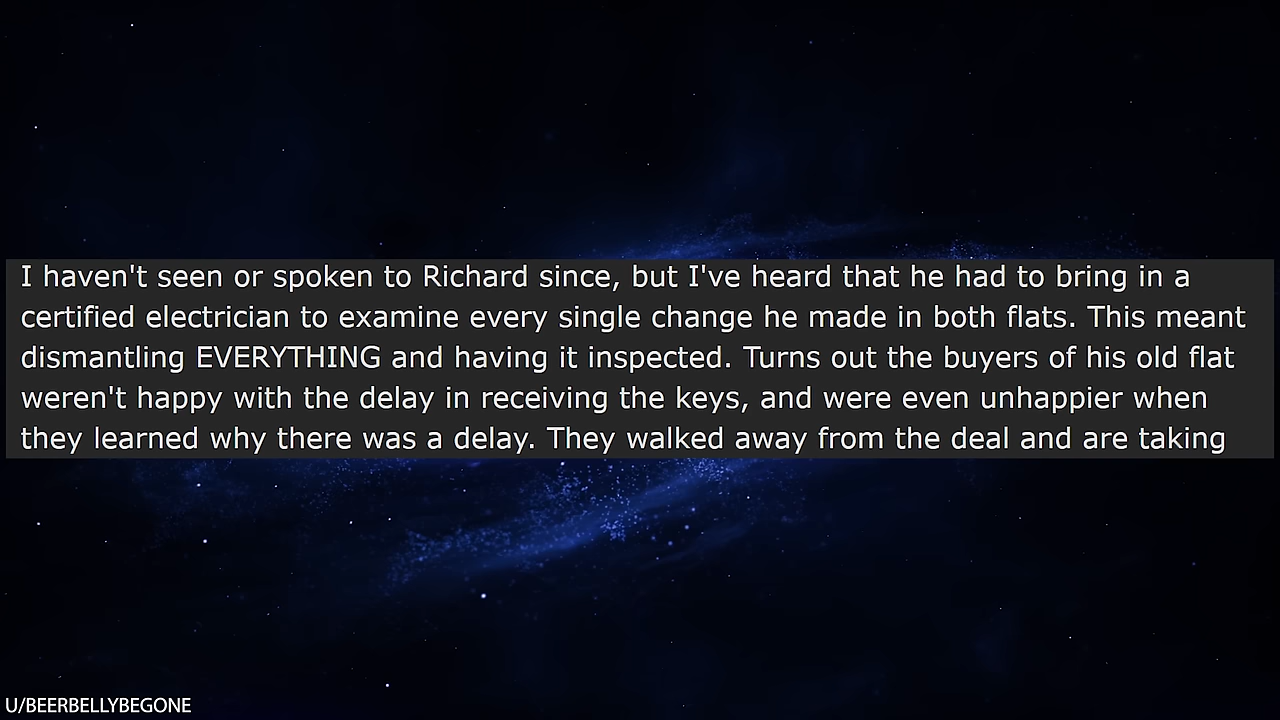 I haven't seen or spoken to Richard since, but I've heard that he had to bring in a
certified electrician to examine every single change he made in both flats. This meant
dismantling EVERYTHING and having it inspected. Turns out the buyers of his old flat
weren't happy with the delay in receiving the keys, and were even unhappier when
they learned why there was a delay. They walked away from the deal and are taking
U/BEERBELLYBEGONE